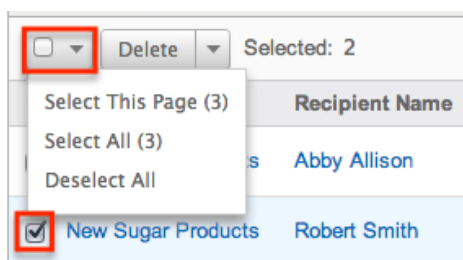 Delete Selected: 2
Select This Page (3)
Recipient Name
Select All (3)
s Abby Allison
Deselect All
New Sugar Products Robert Smith